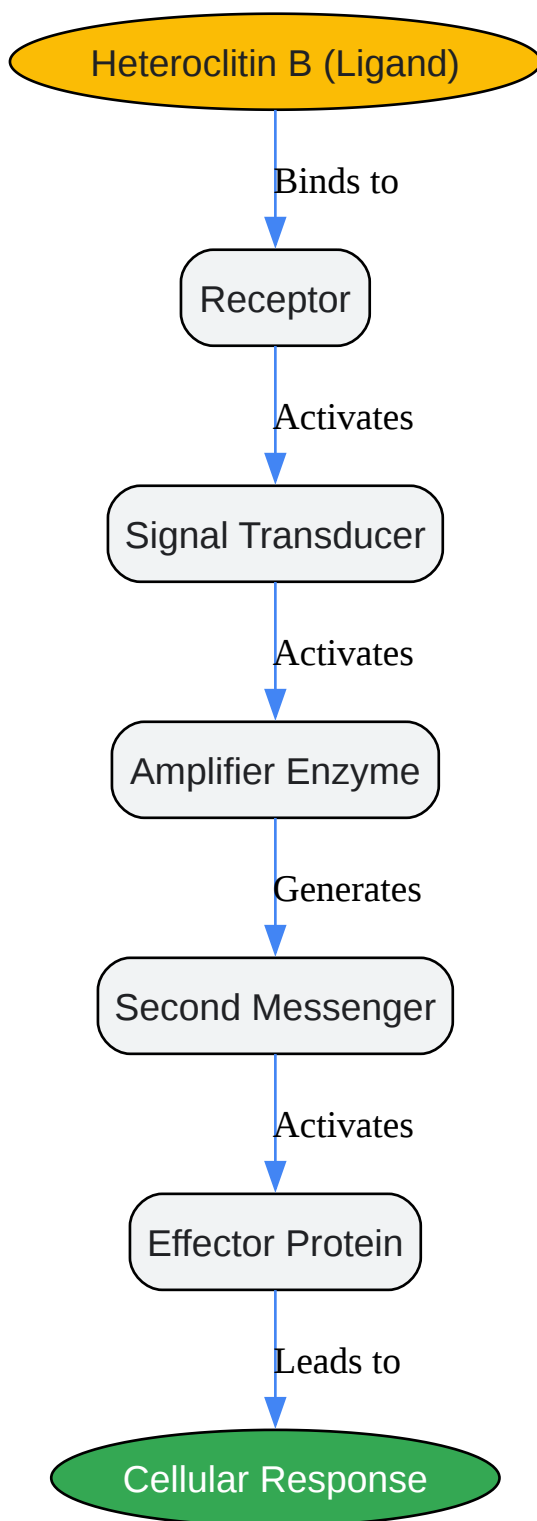 Heteroclitin B (Ligand)
Binds to
Receptor
Activates
Signal Transducer
Activates
Amplifier Enzyme
Generates
Second Messenger
Activates
Effector Protein
Leads to
Cellular Response